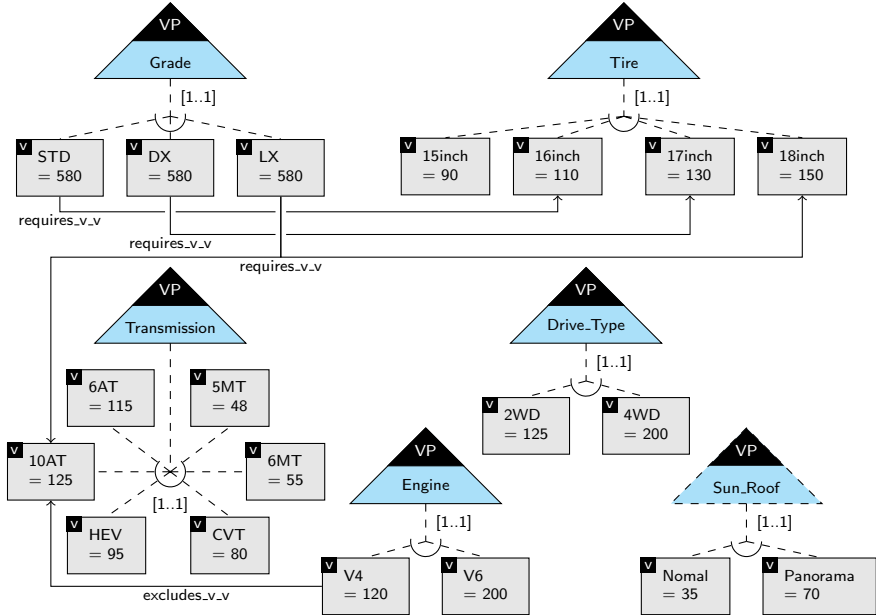 VP
Grade
[1..1]
V
STD
= 580
V
DX
= 580
V
LX
= 580
VP
Tire
[1..1]
V
15inch
= 90
V
16inch
= 110
V
17inch
= 130
V
18inch
= 150
requires_v_v
requires_v_v
requires_v_v
VP
Transmission
V
6AT
= 115
V
5MT
= 48
V
10AT
= 125
V
6MT
= 55
[1..1]
V
HEV
= 95
V
CVT
= 80
VP
Drive_Type
[1..1]
V
2WD
= 125
V
4WD
= 200
VP
Engine
[1..1]
V
V4
= 120
V
V6
= 200
excludes_v_v
VP
Sun_Roof
[1..1]
V
Nomal
= 35
V
Panorama
= 70